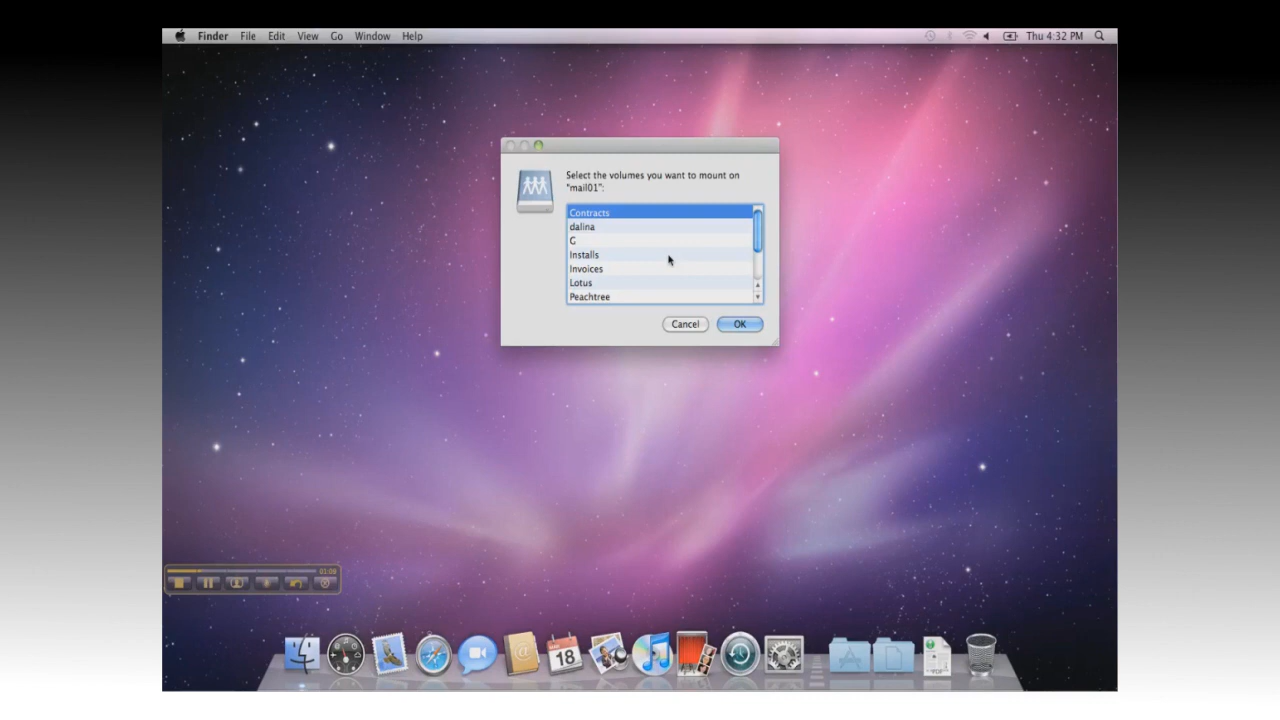 Finder File Edit View Go Window Help
Thu 4:32 PM
Select the volumes you want to mount on
"mail01":
Contracts
dalina
G
Installs
Invoices
Lotus
Peachtree
Cancel OK
18
PDF